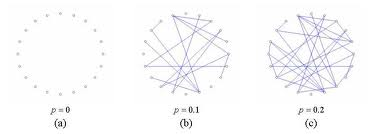 p = 0 p = 0.1 p = 0.2
(a) (b) (c)